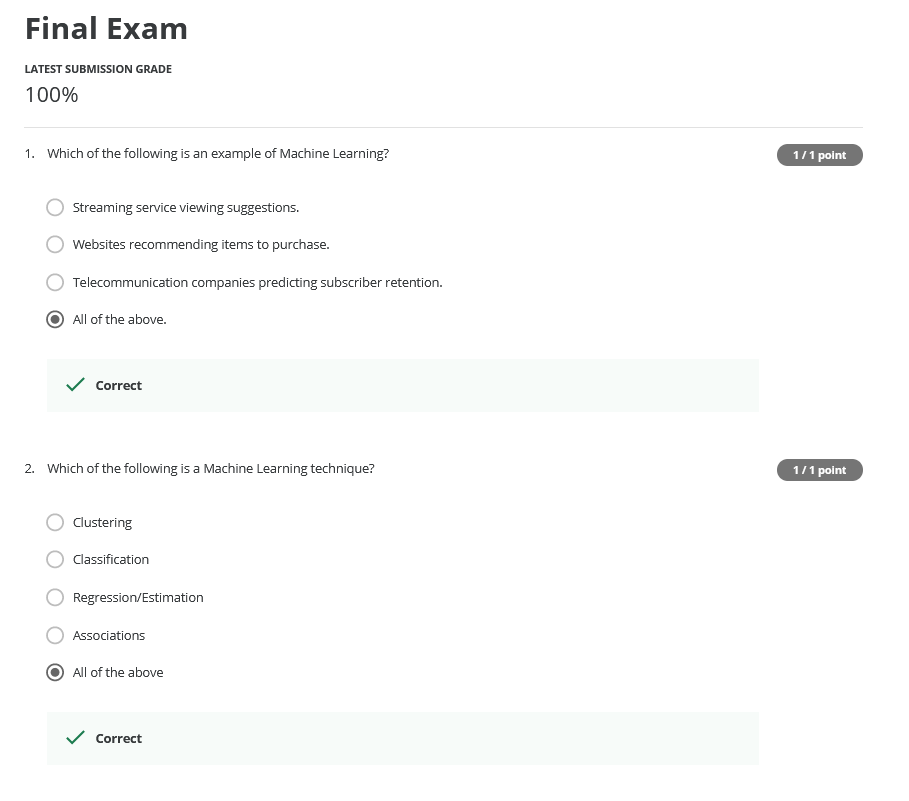 Final Exam
LATEST SUBMISSION GRADE
100%
1. Which of the following is an example of Machine Learning?
1 / 1 point
Streaming service viewing suggestions.
Websites recommending items to purchase.
Telecommunication companies predicting subscriber retention.
All of the above.
Correct
2. Which of the following is a Machine Learning technique?
1 / 1 point
Clustering
Classification
Regression/Estimation
Associations
All of the above
Correct